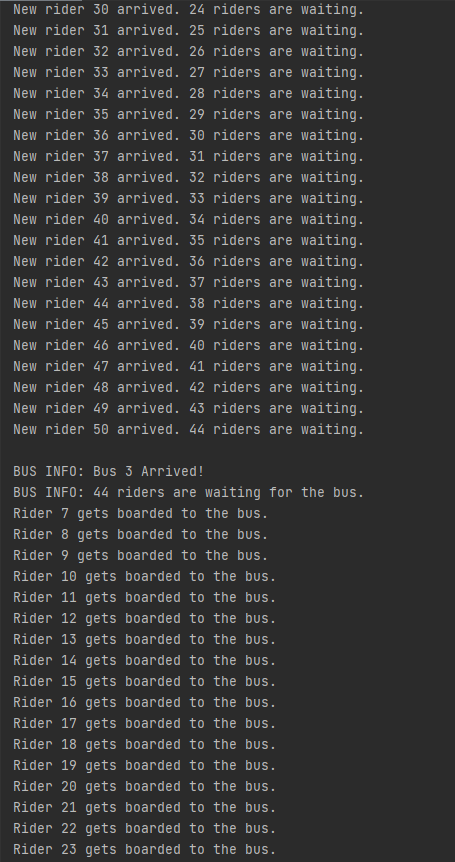 New rider 30 arrived. 24 riders are waiting.
New rider 31 arrived. 25 riders are waiting.
New rider 32 arrived. 26 riders are waiting.
New rider 33 arrived. 27 riders are waiting.
New rider 34 arrived. 28 riders are waiting.
New rider 35 arrived. 29 riders are waiting.
New rider 36 arrived. 30 riders are waiting.
New rider 37 arrived. 31 riders are waiting.
New rider 38 arrived. 32 riders are waiting.
New rider 39 arrived. 33 riders are waiting.
New rider 40 arrived. 34 riders are waiting.
New rider 41 arrived. 35 riders are waiting.
New rider 42 arrived. 36 riders are waiting.
New rider 43 arrived. 37 riders are waiting.
New rider 44 arrived. 38 riders are waiting.
New rider 45 arrived. 39 riders are waiting.
New rider 46 arrived. 40 riders are waiting.
New rider 47 arrived. 41 riders are waiting.
New rider 48 arrived. 42 riders are waiting.
New rider 49 arrived. 43 riders are waiting.
New rider 50 arrived. 44 riders are waiting.

BUS INFO: Bus 3 Arrived!
BUS INFO: 44 riders are waiting for the bus.
Rider 7 gets boarded to the bus.
Rider 8 gets boarded to the bus.
Rider 9 gets boarded to the bus.
Rider 10 gets boarded to the bus.
Rider 11 gets boarded to the bus.
Rider 12 gets boarded to the bus.
Rider 13 gets boarded to the bus.
Rider 14 gets boarded to the bus.
Rider 15 gets boarded to the bus.
Rider 16 gets boarded to the bus.
Rider 17 gets boarded to the bus.
Rider 18 gets boarded to the bus.
Rider 19 gets boarded to the bus.
Rider 20 gets boarded to the bus.
Rider 21 gets boarded to the bus.
Rider 22 gets boarded to the bus.
Rider 23 gets boarded to the bus.